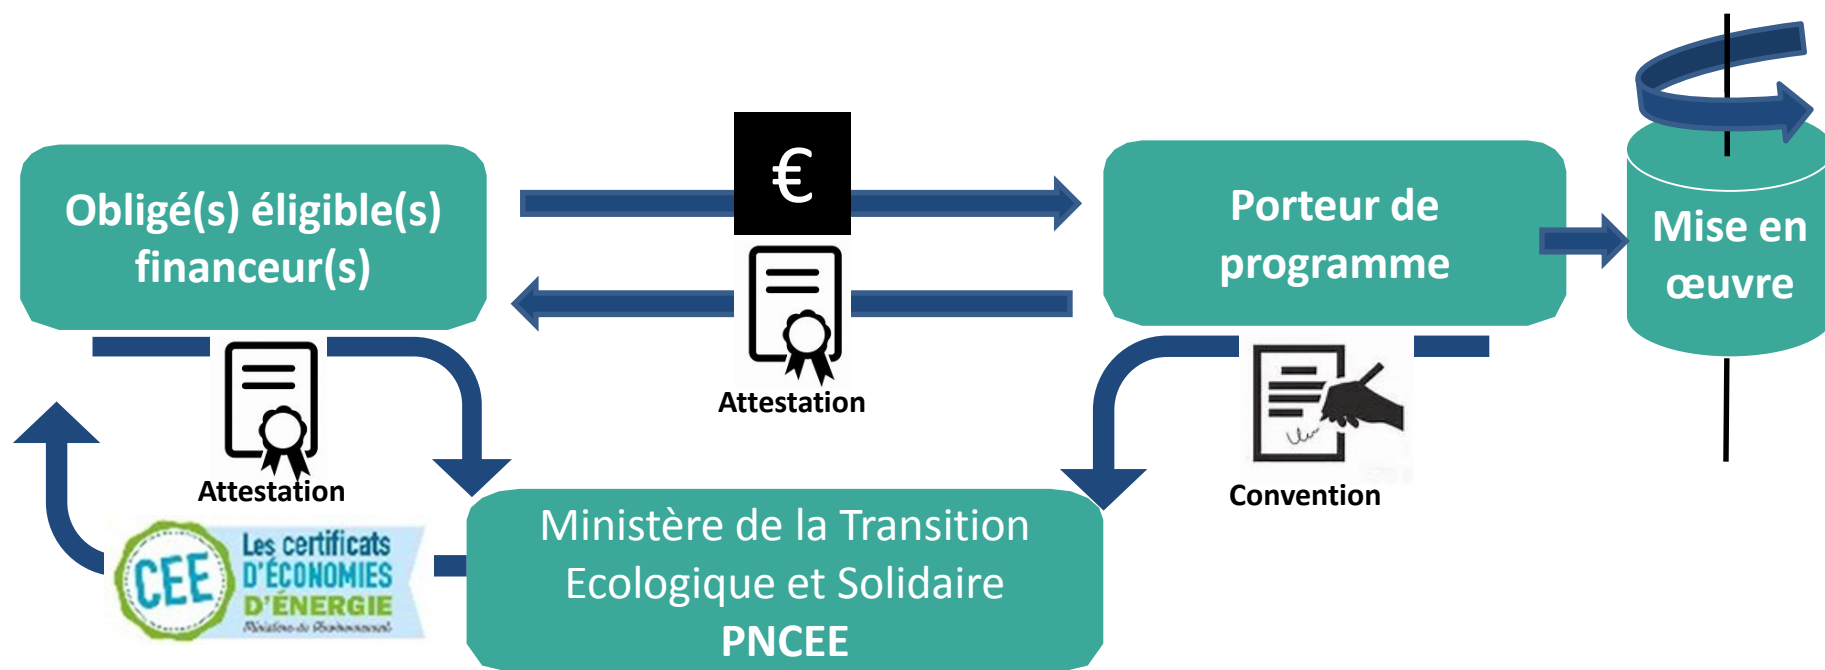 Obligé(s) éligible(s)
financeur(s)
€
Porteur de
programme
Mise en
œuvre
Attestation
Attestation
Convention
CEE
Les certificats
D'ÉCONOMIES
D'ÉNERGIE
Ministère de la Transition
Ecologique et Solidaire
PNCEE